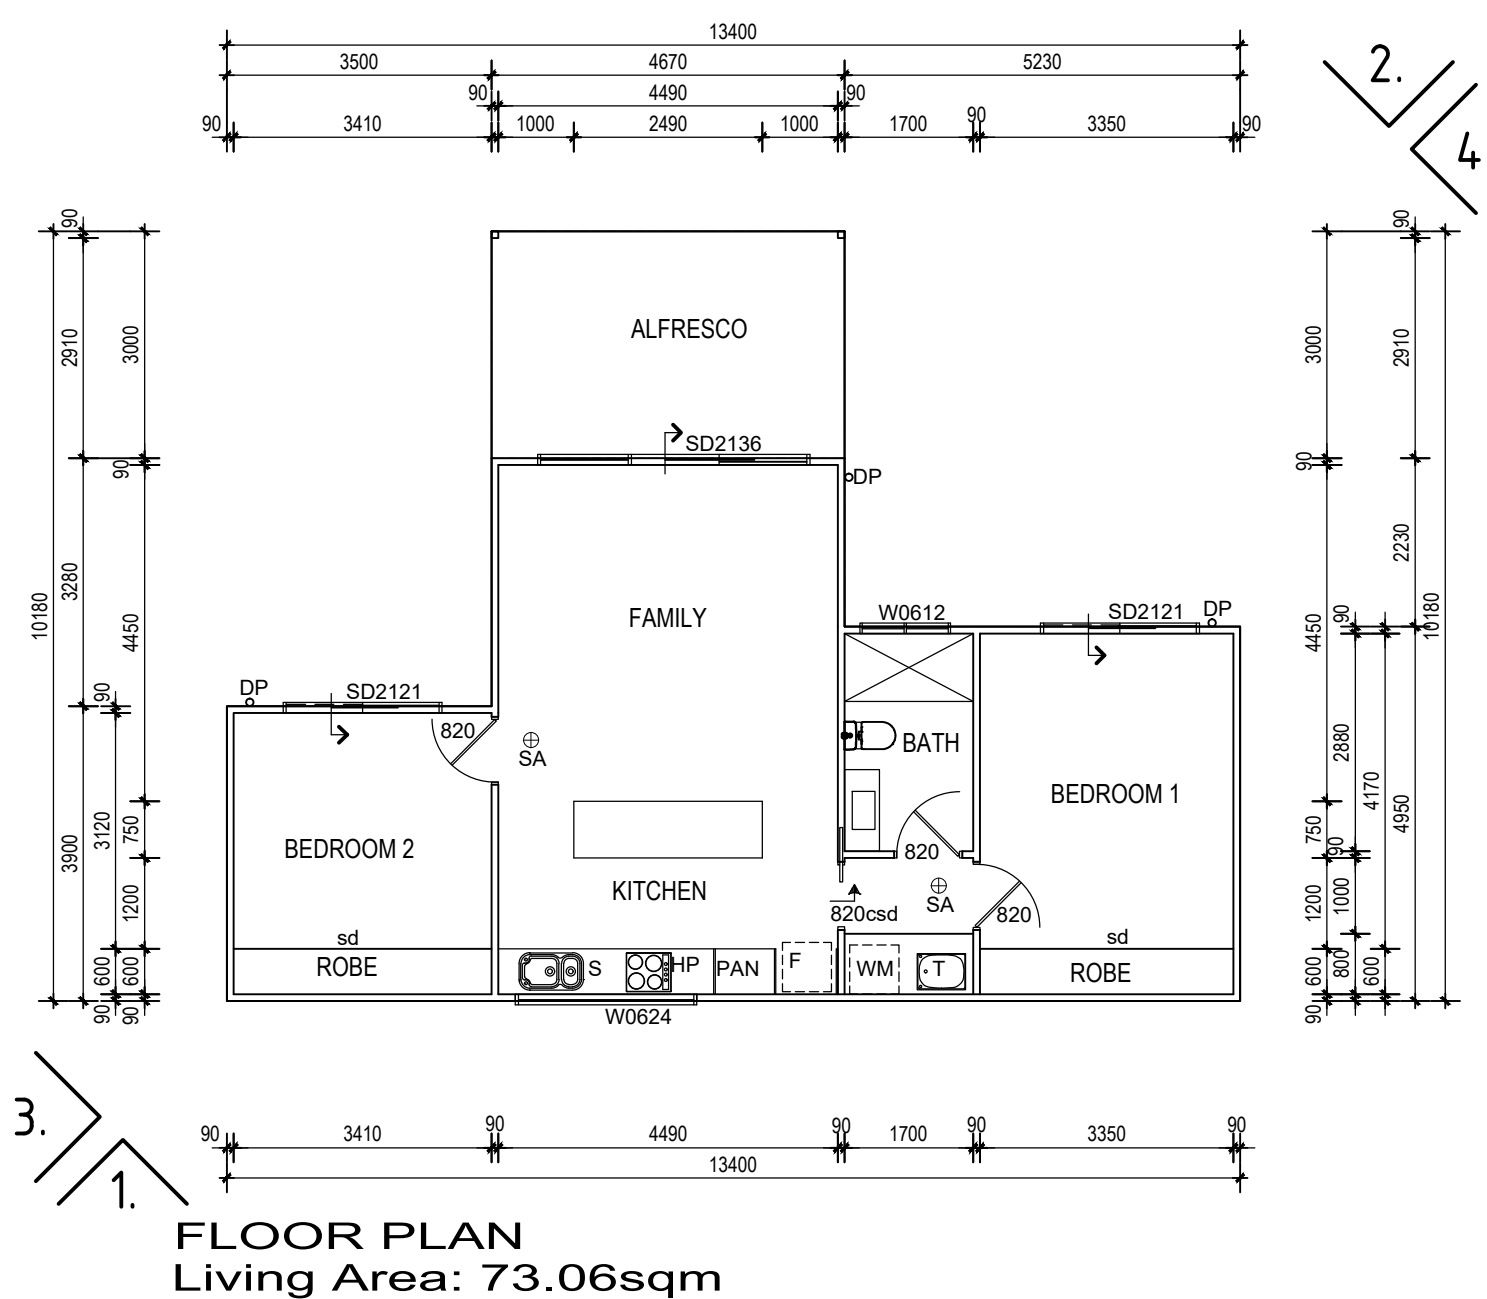 13400
3500 4670 5230
90 4490 90
90 3410 1000 2490 1000 1700 90 3350 90
2.
4
90 2910 3280 3900 10180
3000 90 4450 750 1200 600 90
90 3120 600 90
3000 90 4450 750 1200 600 90
90 2880 90 1000 800
4170 600
90 2910 2230 4950 10180
ALFRESCO
SD2136
DP
FAMILY
W0612
SD2121
DP
DP
SD2121
820
SA
BATH
BEDROOM 1
BEDROOM 2
820
KITCHEN
820csd
SA
820
sd
sd
ROBE
S
HP
PAN
F
WM
T
ROBE
W0624
3.
1.
90 3410 90 4490 90 1700 90 3350 90
13400
FLOOR PLAN
Living Area: 73.06sqm